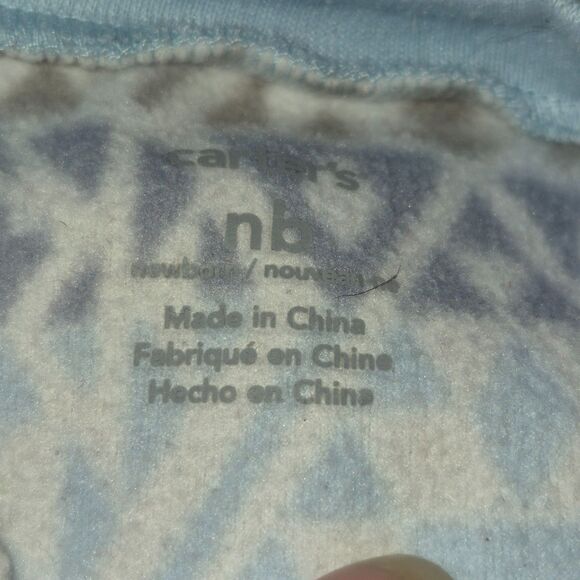 carter's
nb
newborn / nouveau-né
Made in China
Fabriqué en Chine
Hecho en China